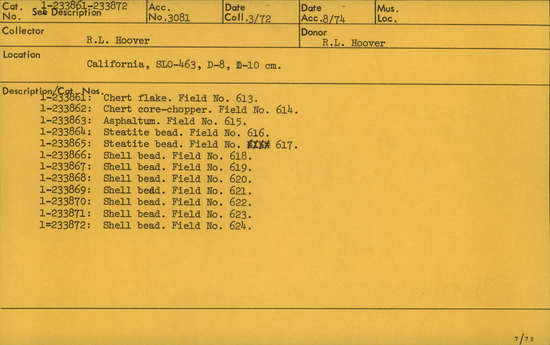 Cat. 1-233861-233872 Acc. Date Date Mus.
No. See Description No.3081 Coll.3/72 Acc.8/74 Loc.
Collector Donor
R.L. Hoover R.L. Hoover
Location
California, SLO-463, D-8, 0-10 cm.
Description/Cat. Nos.
1-233861: Chert flake. Field No. 613.
1-233862: Chert core-chopper. Field No. 614.
1-233863: Asphaltum. Field No. 615.
1-233864: Steatite bead. Field No. 616.
1-233865: Steatite bead. Field No. 617.
1-233866: Shell bead. Field No. 618.
1-233867: Shell bead. Field No. 619.
1-233868: Shell bead. Field No. 620.
1-233869: Shell bead. Field No. 621.
1-233870: Shell bead. Field No. 622.
1-233871: Shell bead. Field No. 623.
1=233872: Shell bead. Field No. 624.
7/73